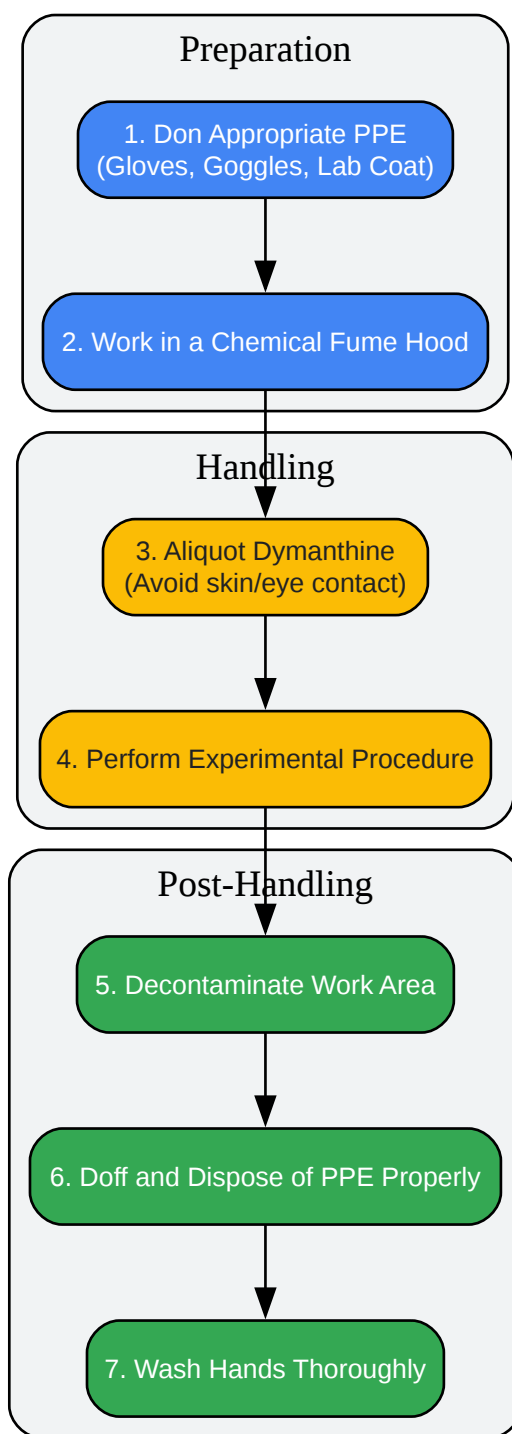 Preparation
1. Don Appropriate PPE
(Gloves, Goggles, Lab Coat)
2. Work in a Chemical Fume Hood
Handling
3. Aliquot Dymanthine
(Avoid skin/eye contact)
4. Perform Experimental Procedure
Post-Handling
5. Decontaminate Work Area
6. Doff and Dispose of PPE Properly
7. Wash Hands Thoroughly